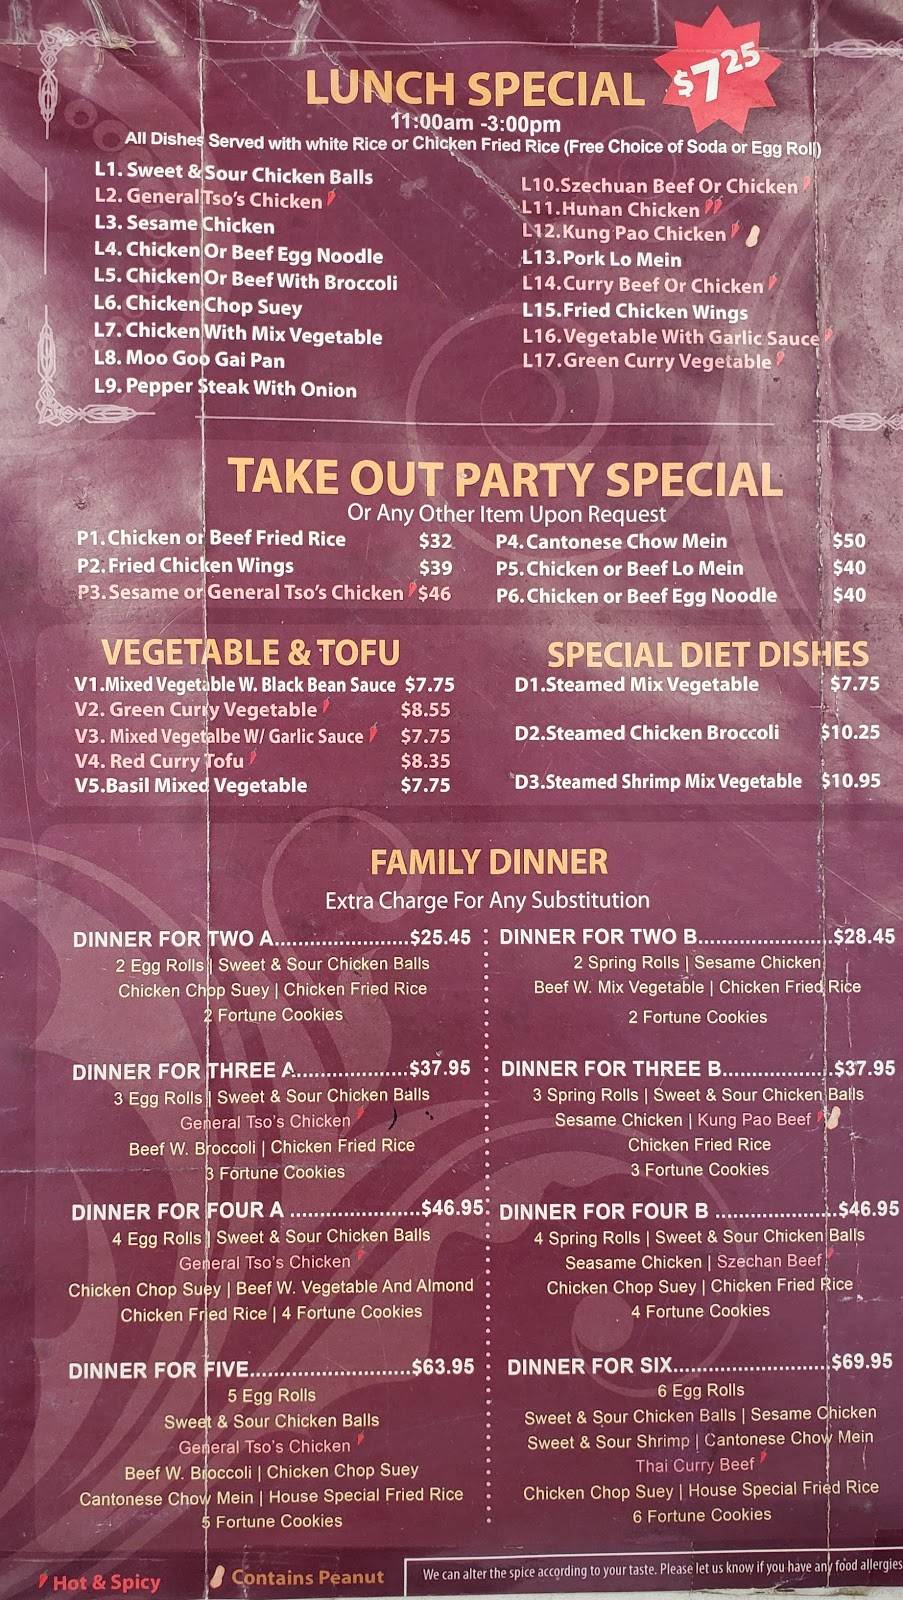 LUNCH SPECIAL $7.25
11:00am -3:00pm
All Dishes Served with white Rice or Chicken Fried Rice (Free Choice of Soda or Egg Roll)
L1. Sweet & Sour Chicken Balls
L2. General Tso's Chicken
L3. Sesame Chicken
L4. Chicken Or Beef Egg Noodle
L5. Chicken Or Beef With Broccoli
L6. Chicken Chop Suey
L7. Chicken With Mix Vegetable
L8. Moo Goo Gai Pan
L9. Pepper Steak With Onion
L10.Szechuan Beef Or Chicken
L11.Hunan Chicken
L12.Kung Pao Chicken
L13.Pork Lo Mein
L14.Curry Beef Or Chicken
L15.Fried Chicken Wings
L16.Vegetable With Garlic Sauce
L17.Green Curry Vegetable
TAKE OUT PARTY SPECIAL
Or Any Other Item Upon Request
P1.Chicken or Beef Fried Rice $32
P2.Fried Chicken Wings $39
P3.Sesame or General Tso's Chicken $46
P4.Cantonese Chow Mein $50
P5.Chicken or Beef Lo Mein $40
P6.Chicken or Beef Egg Noodle $40
VEGETABLE & TOFU
V1.Mixed Vegetable W. Black Bean Sauce $7.75
V2. Green Curry Vegetable $8.55
V3. Mixed Vegetalbe W/ Garlic Sauce $7.75
V4. Red Curry Tofu $8.35
V5.Basil Mixed Vegetable $7.75
SPECIAL DIET DISHES
D1.Steamed Mix Vegetable $7.75
D2.Steamed Chicken Broccoli $10.25
D3.Steamed Shrimp Mix Vegetable $10.95
FAMILY DINNER
Extra Charge For Any Substitution
DINNER FOR TWO A........................$25.45
2 Egg Rolls | Sweet & Sour Chicken Balls
Chicken Chop Suey | Chicken Fried Rice
2 Fortune Cookies
DINNER FOR TWO B........................$28.45
2 Spring Rolls | Sesame Chicken
Beef W. Mix Vegetable | Chicken Fried Rice
2 Fortune Cookies
DINNER FOR THREE A....................$37.95
3 Egg Rolls | Sweet & Sour Chicken Balls
General Tso's Chicken
Beef W. Broccoli | Chicken Fried Rice
3 Fortune Cookies
DINNER FOR THREE B....................$37.95
3 Spring Rolls | Sweet & Sour Chicken Balls
Sesame Chicken | Kung Pao Beef
Chicken Fried Rice
3 Fortune Cookies
DINNER FOR FOUR A .......................$46.95
4 Egg Rolls | Sweet & Sour Chicken Balls
General Tso's Chicken
Chicken Chop Suey | Beef W. Vegetable And Almond
Chicken Fried Rice | 4 Fortune Cookies
DINNER FOR FOUR B ......................$46.95
4 Spring Rolls | Sweet & Sour Chicken Balls
Seasame Chicken | Szechan Beef
Chicken Chop Suey | Chicken Fried Rice
4 Fortune Cookies
DINNER FOR FIVE.............................$63.95
5 Egg Rolls
Sweet & Sour Chicken Balls
General Tso's Chicken
Beef W. Broccoli | Chicken Chop Suey
Cantonese Chow Mein | House Special Fried Rice
5 Fortune Cookies
DINNER FOR SIX............................$69.95
6 Egg Rolls
Sweet & Sour Chicken Balls | Sesame Chicken
Sweet & Sour Shrimp | Cantonese Chow Mein
Thai Curry Beef
Chicken Chop Suey | House Special Fried Rice
6 Fortune Cookies
Hot & Spicy
Contains Peanut
We can alter the spice according to your taste. Please let us know if you have any food allergies